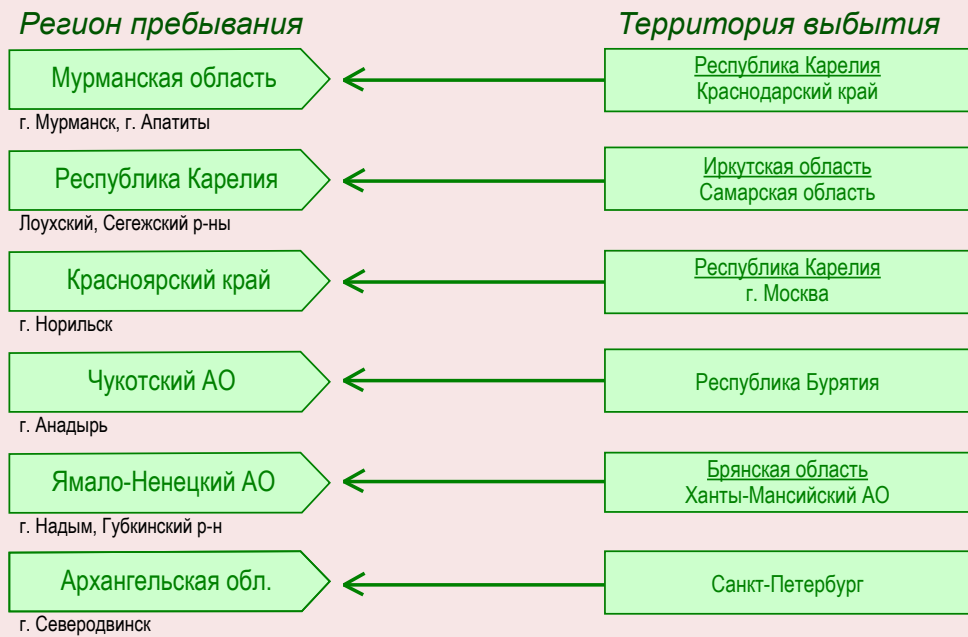 Регион пребывания
Территория выбытия
Мурманская область
Республика Карелия
Краснодарский край
г. Мурманск, г. Апатиты
Республика Карелия
Иркутская область
Самарская область
Лоухский, Сегежский р-ны
Красноярский край
Республика Карелия
г. Москва
г. Норильск
Чукотский АО
Республика Бурятия
г. Анадырь
Ямало-Ненецкий АО
Брянская область
Ханты-Мансийский АО
г. Надым, Губкинский р-н
Архангельская обл.
Санкт-Петербург
г. Северодвинск